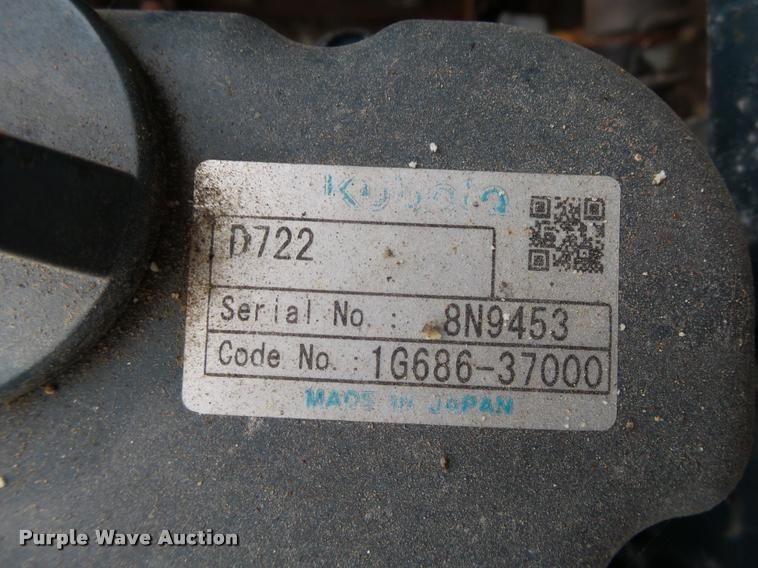 Kubota
D722
Serial No. : 8N9453
Code No. : 1G686-37000
MADE IN JAPAN
Purple Wave Auction